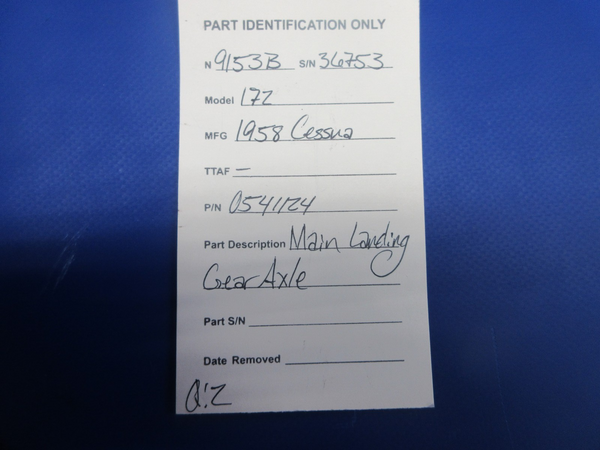 PART IDENTIFICATION ONLY
N 9153B S/N 36753
Model 172
MFG 1958 Cessna
TTAF —
P/N 0541124
Part Description Main Landing
Gear Axle
Part S/N
Date Removed
Q:2